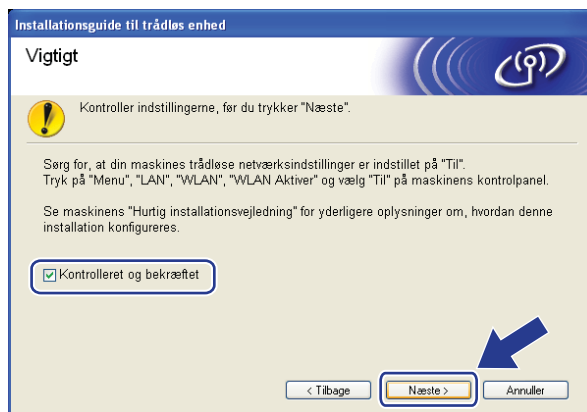 Installationsguide til trådløs enhed
Vigtigt
Kontroller indstillingerne, før du trykker "Næste".
Sørg for, at din maskines trådløse netværksindstillinger er indstillet på "Til".
Tryk på "Menu", "LAN", "WLAN", "WLAN Aktiver" og vælg "Til" på maskinens kontrolpanel.
Se maskinens "Hurtig installationsvejledning" for yderligere oplysninger om, hvordan denne
installation konfigureres.
Kontrolleret og bekræftet
< Tilbage
Næste >
Annuller